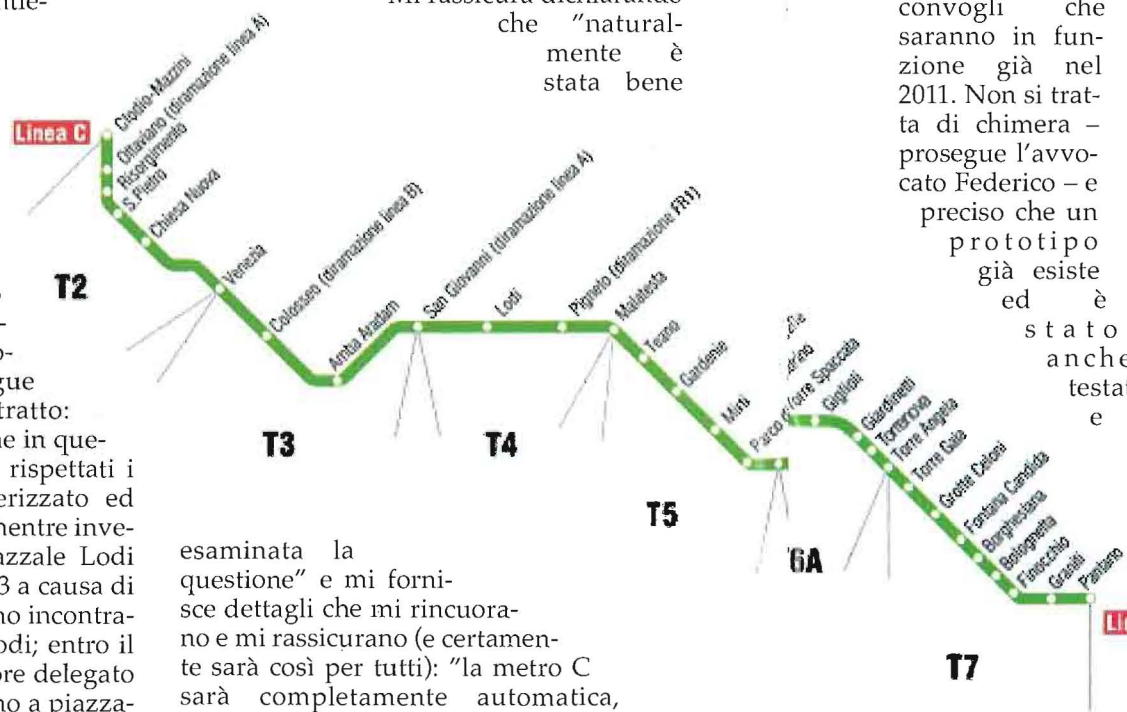 Mi rassicura dichiarando
che "natural-
mente è
stata bene
esaminata la
questione" e mi forni-
sce dettagli che mi rincuora-
no e mi rassicurano (e certamen-
te sarà così per tutti): "la metro C
sarà completamente automatica,
convogli che
saranno in fun-
zione già nel
2011. Non si trat-
ta di chimera –
prosegue l'avvo-
cato Federico – e
preciso che un
prototipo
già esiste
ed è
stato
anche
testat
e
gue
tratto:
e in que-
rispettati i
erizzato ed
mentre inve-
azzale Lodi
3 a causa di
no incontra-
odi; entro il
re delegato
no a piazza-
Linea C
Clodio-Mazzini
Ottaviano (diramazione linea A)
Risorgimento
S.Pietro
Chiesa Nuova
Venezia
Colosseo (diramazione linea B)
Amba Aradam
San Giovanni (diramazione linea A)
Lodi
Pigneto (diramazione FR1)
Malatesta
Teano
Gardenie
Mirti
Parco di
Torre Spaccata
Giglioli
Giardinetti
Torrenova
Torre Angela
Torre Gaia
Grotte Celoni
Fontana Candida
Borghesiana
Bolognetta
Finocchio
Graniti
Pantano
T2
T3
T4
T5
6A
T7